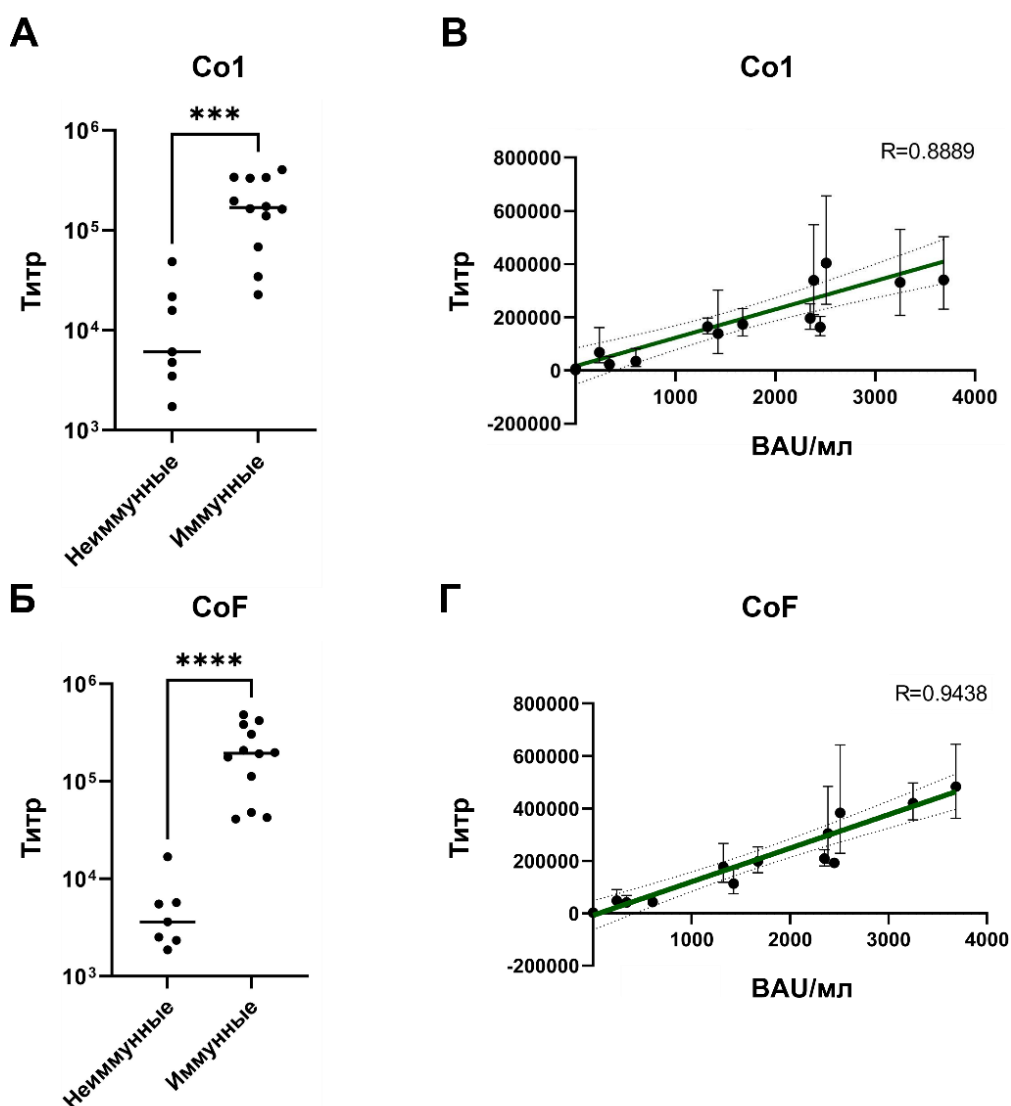 А
Co1
***
10⁶
10⁵
10⁴
10³
Титр
Неиммунные
Иммунные
В
Co1
R=0.8889
800000
600000
400000
200000
0
-200000
Титр
1000 2000 3000 4000
BAU/мл
Б
CoF
****
10⁶
10⁵
10⁴
10³
Титр
Неиммунные
Иммунные
Г
CoF
R=0.9438
800000
600000
400000
200000
0
-200000
Титр
1000 2000 3000 4000
BAU/мл